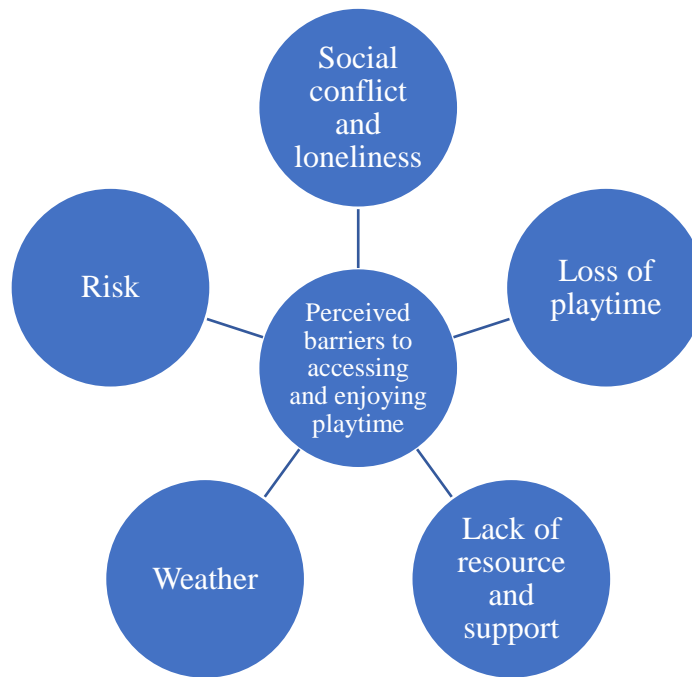 Social
conflict
and
loneliness
Risk
Loss of
playtime
Perceived
barriers to
accessing
and enjoying
playtime
Weather
Lack of
resource
and
support